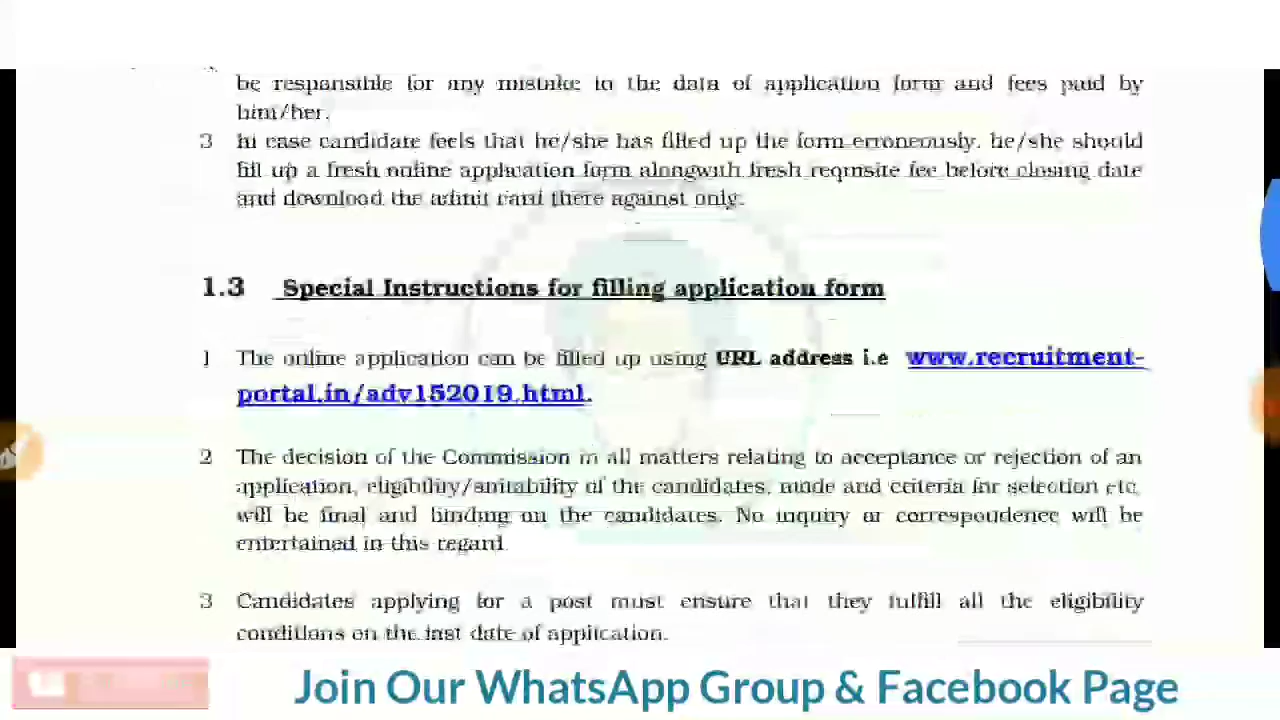 be responsible for any mistake in the data of application form and fees paid by
him/her.
3 In case candidate feels that he/she has filled up the form erroneously, he/she should
fill up a fresh online application form alongwith fresh requisite fee before closing date
and download the admit card there against only.
1.3 Special Instructions for filling application form
1 The online application can be filled up using URL address i.e www.recruitment-
portal.in/adv152019.html.
2 The decision of the Commission in all matters relating to acceptance or rejection of an
application, eligibility/suitability of the candidates, mode and criteria for selection etc.
will be final and binding on the candidates. No inquiry or correspondence will be
entertained in this regard.
3 Candidates applying for a post must ensure that they fulfill all the eligibility
conditions on the last date of application.
Join Our WhatsApp Group & Facebook Page